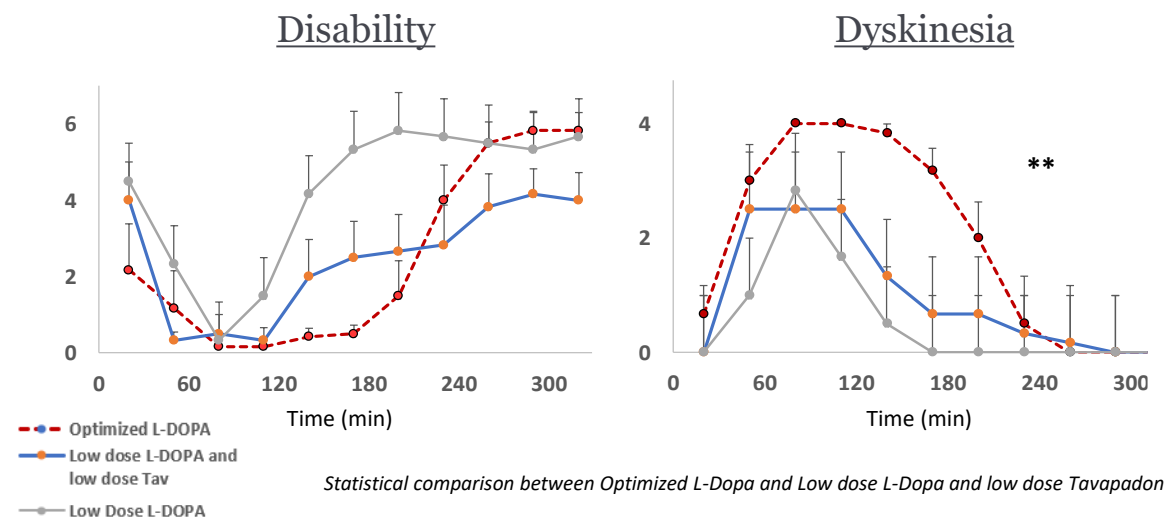 Disability
Dyskinesia
6
4
2
0
0
60
120
180
240
300
Time (min)
4
2
0
0
60
120
180
240
300
**
Time (min)
Optimized L-DOPA
Low dose L-DOPA and
low dose Tav
Low Dose L-DOPA
Statistical comparison between Optimized L-Dopa and Low dose L-Dopa and low dose Tavapadon